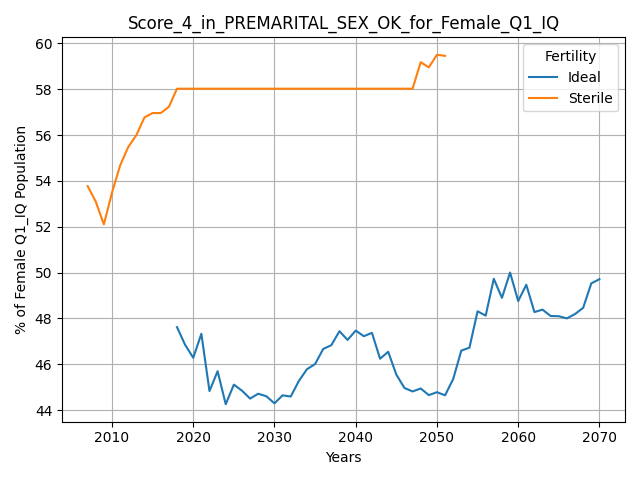 Score_4_in_PREMARITAL_SEX_OK_for_Female_Q1_IQ
% of Female Q1_IQ Population
60
58
56
54
52
50
48
46
44
Fertility
Ideal
Sterile
2010 2020 2030 2040 2050 2060 2070
Years